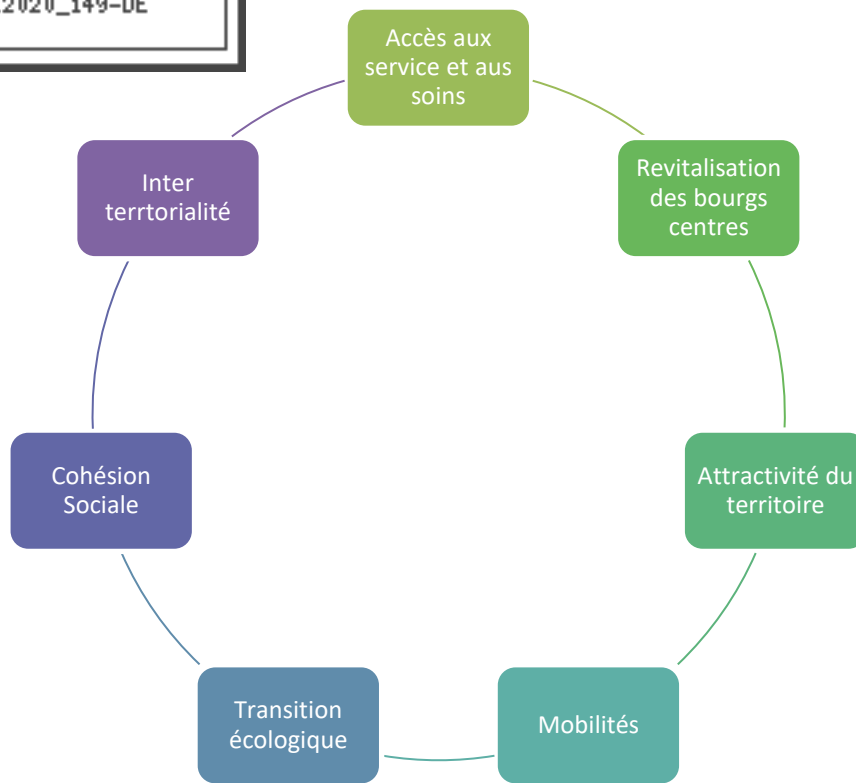 2020_149-DE
Accès aux
service et aus
soins
Revitalisation
des bourgs
centres
Attractivité du
territoire
Mobilités
Transition
écologique
Cohésion
Sociale
Inter
terrtorialité